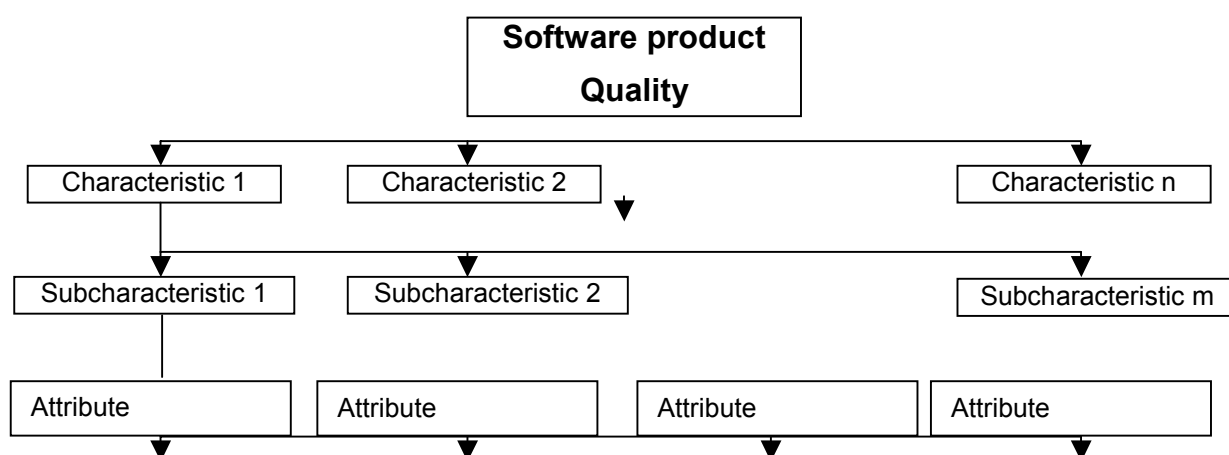 Software product
Quality
Characteristic 1
Characteristic 2
Characteristic n
Subcharacteristic 1
Subcharacteristic 2
Subcharacteristic m
Attribute
Attribute
Attribute
Attribute